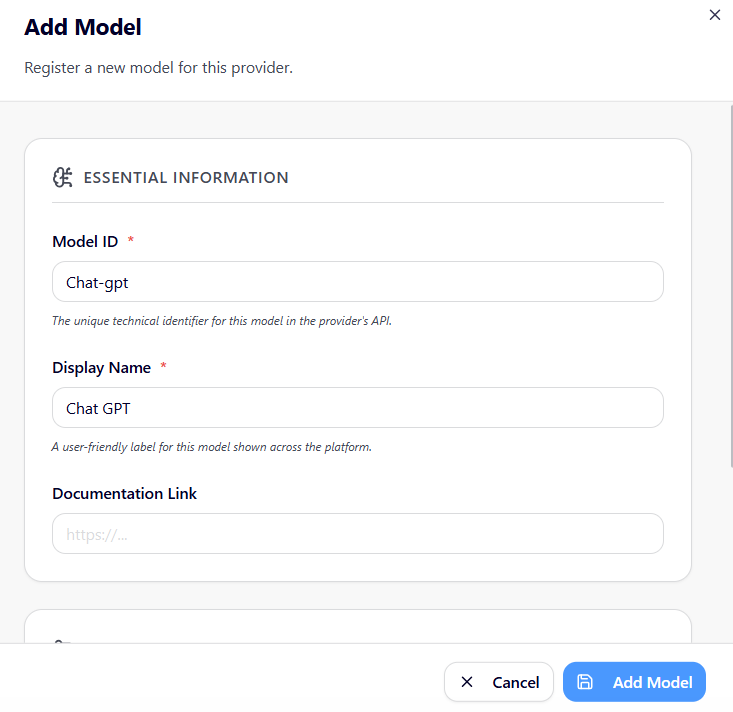 Add Model
Register a new model for this provider.
ESSENTIAL INFORMATION
Model ID *
Chat-gpt
The unique technical identifier for this model in the provider's API.
Display Name *
Chat GPT
A user-friendly label for this model shown across the platform.
Documentation Link
https://...
Cancel
Add Model